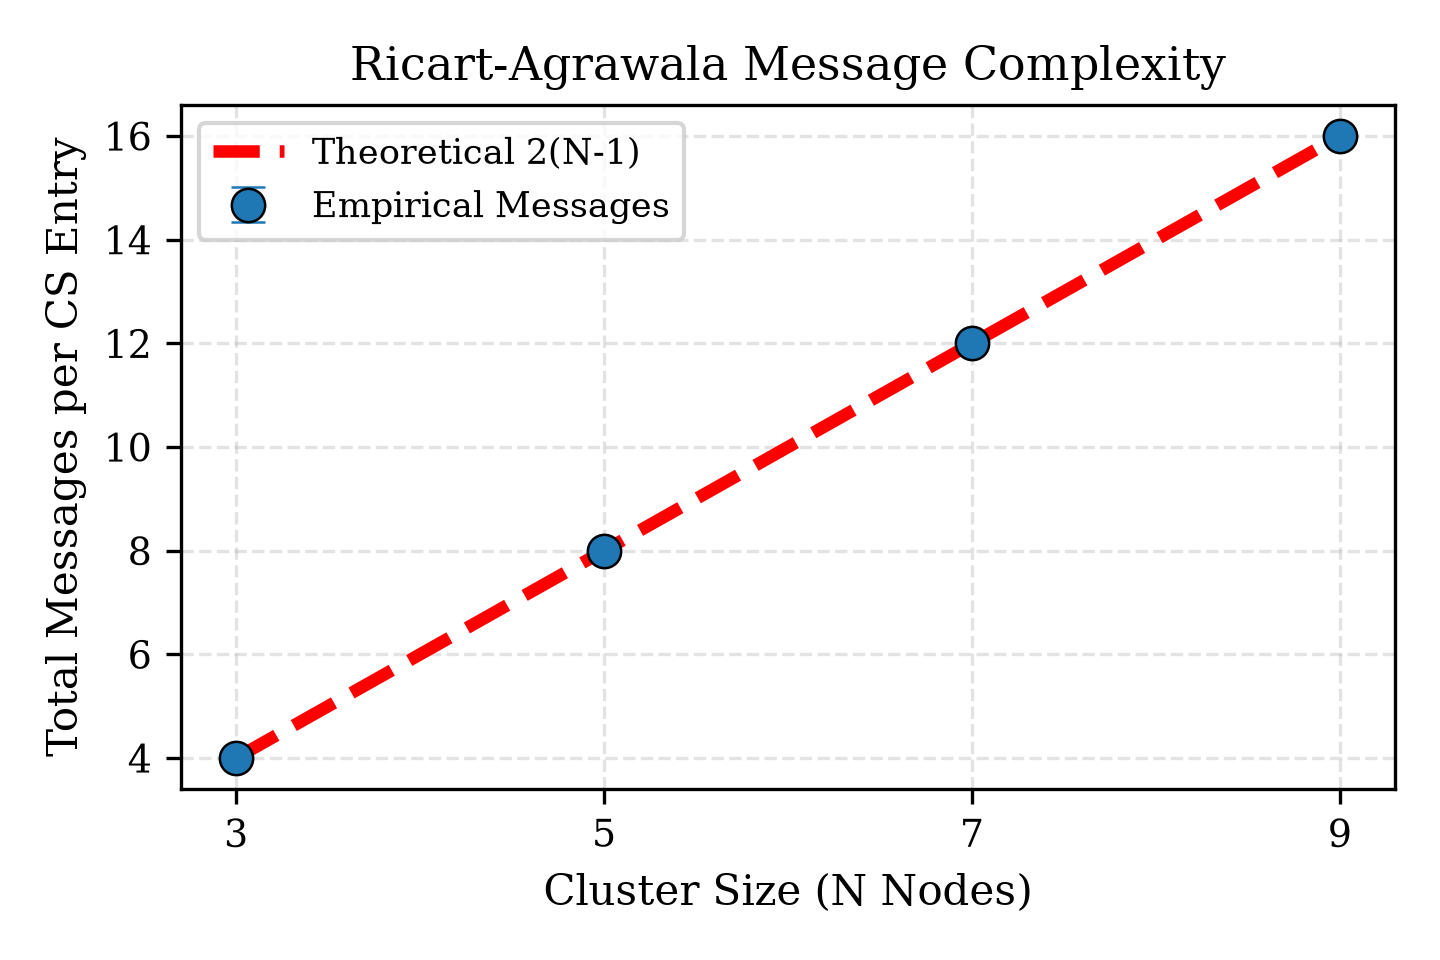 Ricart-Agrawala Message Complexity
Theoretical 2(N-1)
Empirical Messages
Total Messages per CS Entry
16
14
12
10
8
6
4
3 5 7 9
Cluster Size (N Nodes)